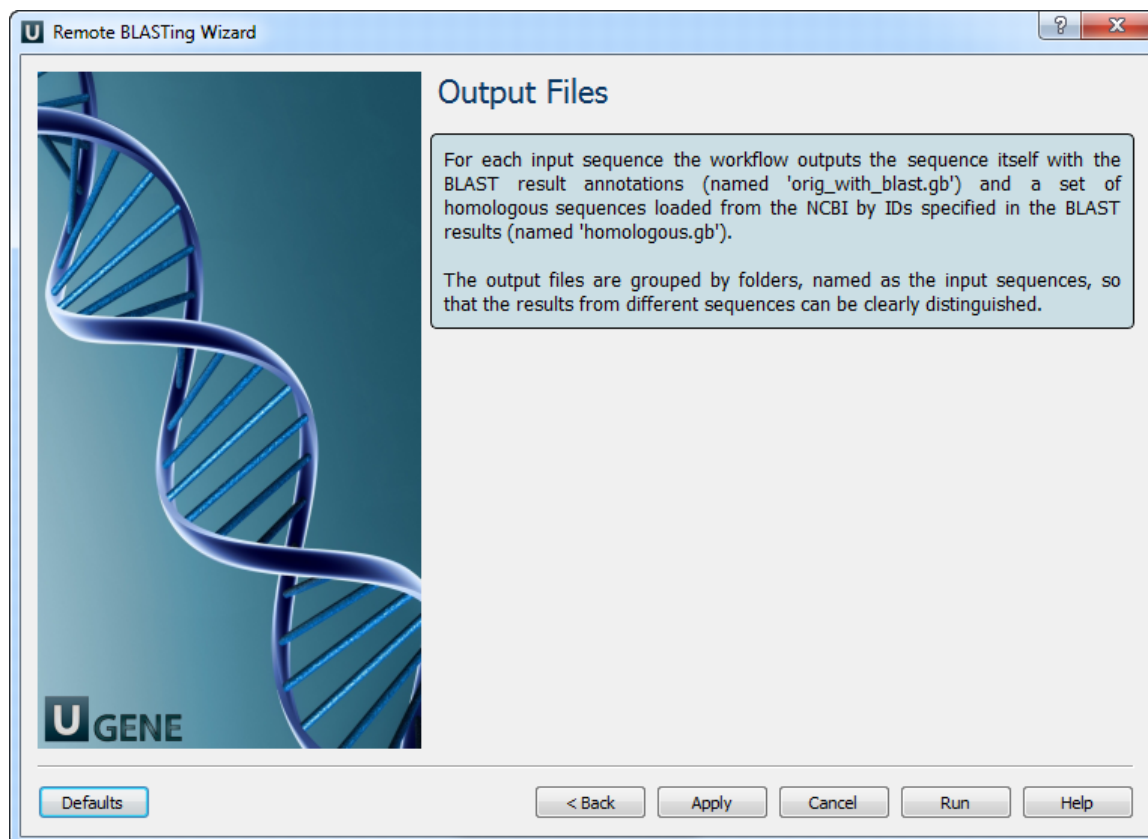 Remote BLASTing Wizard
Output Files
For each input sequence the workflow outputs the sequence itself with the
BLAST result annotations (named 'orig_with_blast.gb') and a set of
homologous sequences loaded from the NCBI by IDs specified in the BLAST
results (named 'homologous.gb').
The output files are grouped by folders, named as the input sequences, so
that the results from different sequences can be clearly distinguished.
U GENE
Defaults
< Back
Apply
Cancel
Run
Help